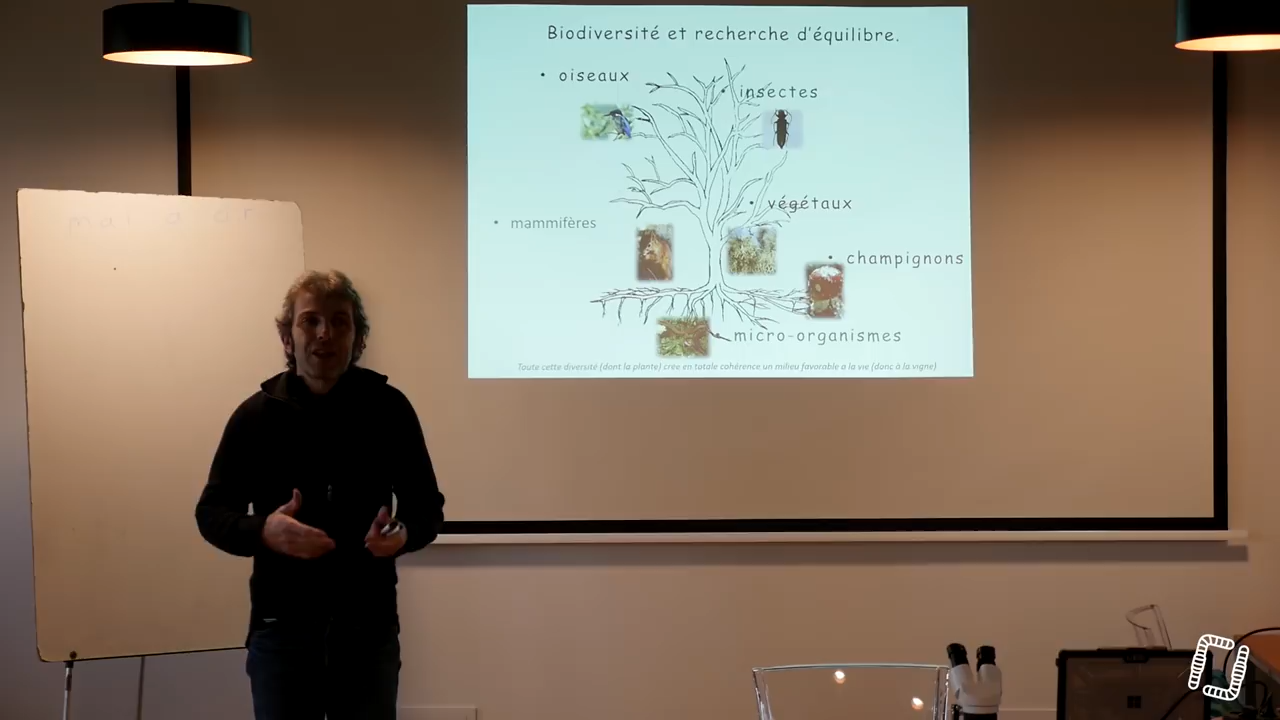 Biodiversité et recherche d'équilibre.
• oiseaux
• insectes
• végétaux
• mammifères
• champignons
• micro-organismes
Toute cette diversité (dont la plante) crée en totale cohérence un milieu favorable a la vie (donc à la vigne)